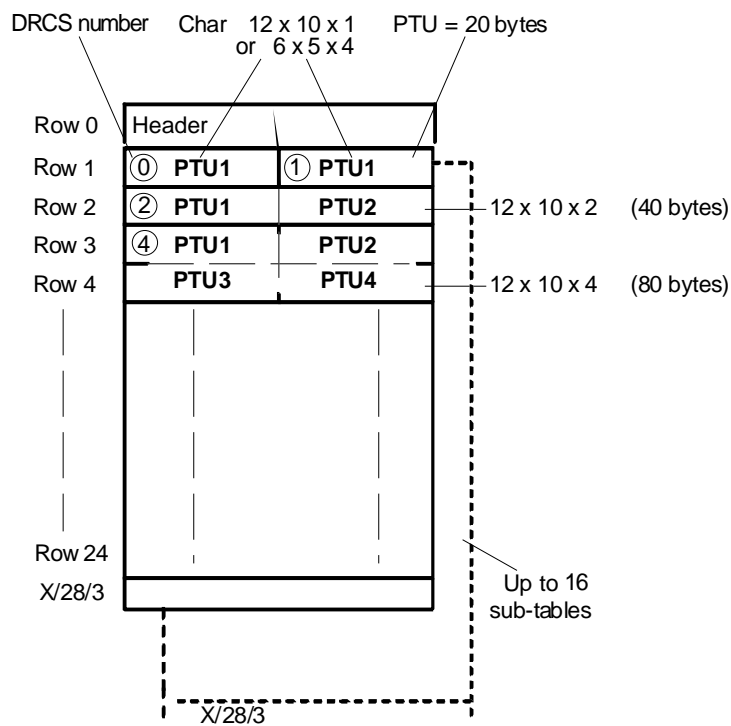 DRCS number Char 12 x 10 x 1 PTU = 20 bytes
or 6 x 5 x 4
Row 0 Header
Row 1 0 PTU1 1 PTU1
Row 2 2 PTU1 PTU2 12 x 10 x 2 (40 bytes)
Row 3 4 PTU1 PTU2
Row 4 PTU3 PTU4 12 x 10 x 4 (80 bytes)
Row 24
X/28/3
Up to 16
sub-tables
X/28/3